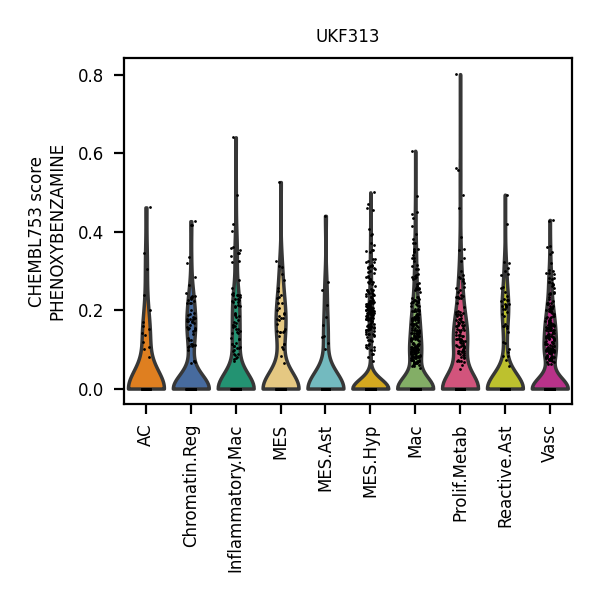 UKF313
CHEMBL753 score
PHENOXYBENZAMINE
0.8
0.6
0.4
0.2
0.0
AC
Chromatin.Reg
Inflammatory.Mac
MES
MES.Ast
MES.Hyp
Mac
Prolif.Metab
Reactive.Ast
Vasc